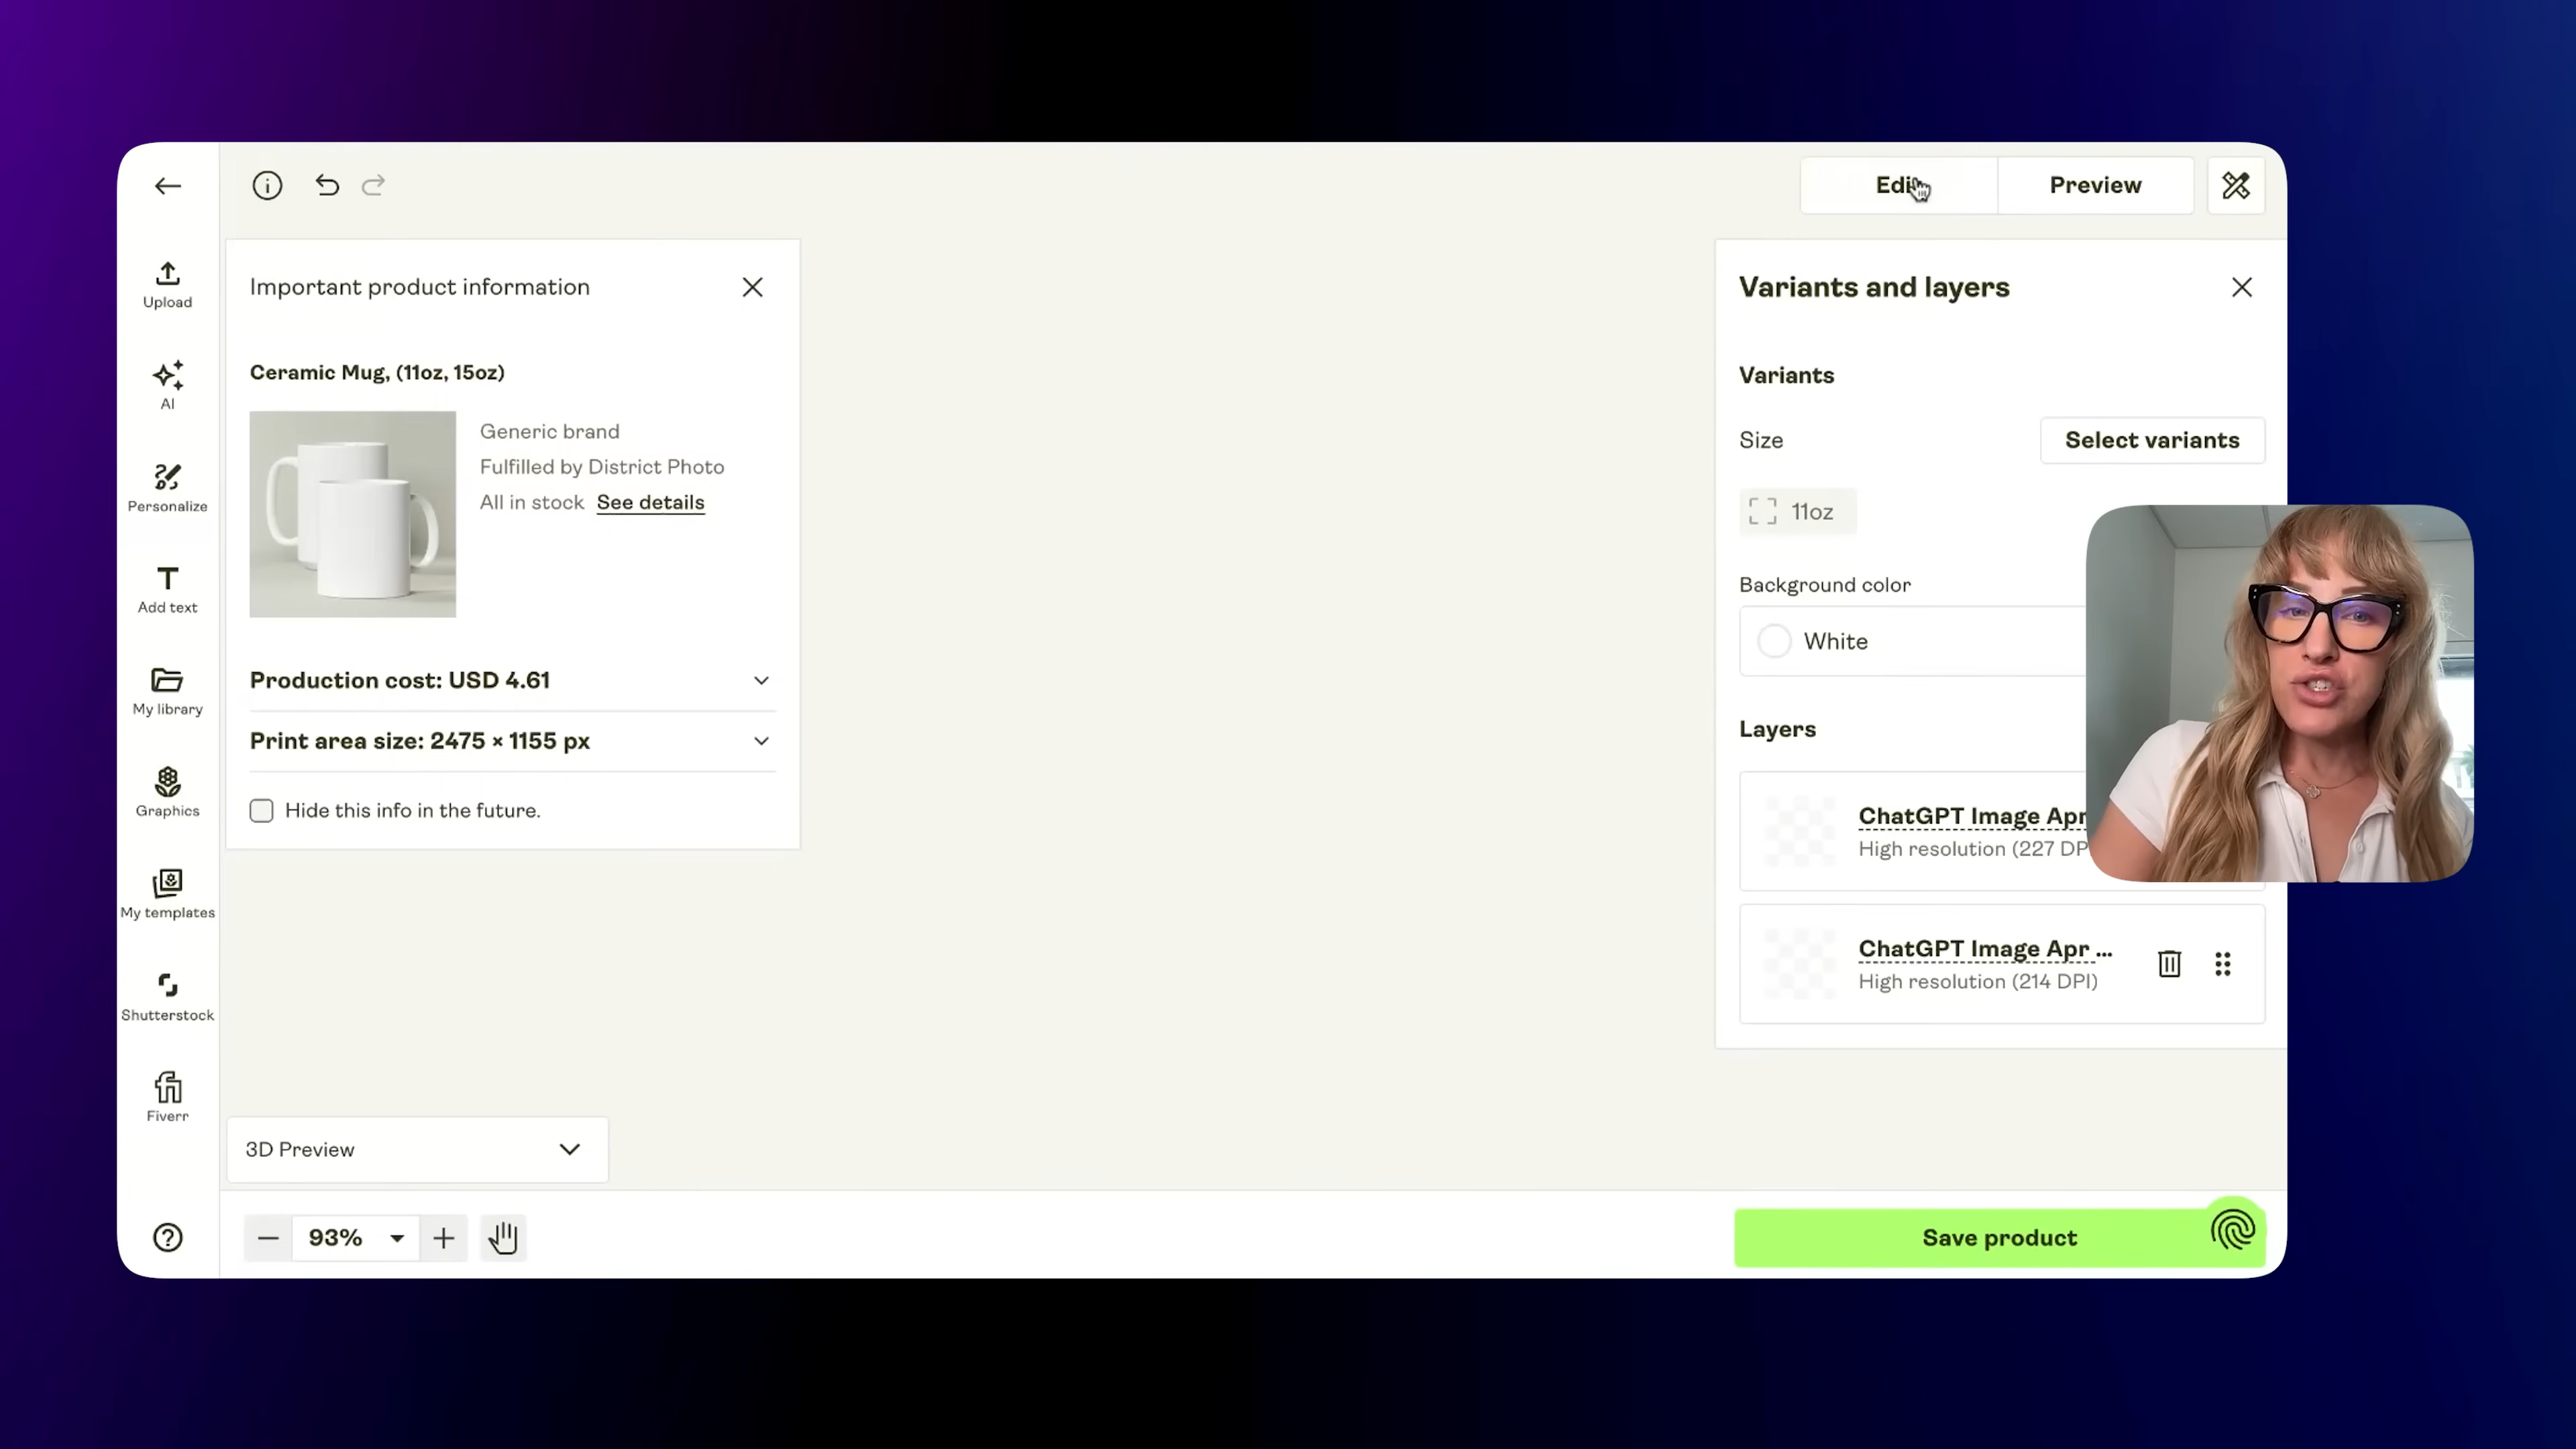 Edit
Preview
Upload
AI
Personalize
Add text
My library
Graphics
My templates
Shutterstock
fi
Fiverr
Important product information
Ceramic Mug, (11oz, 15oz)
Generic brand
Fulfilled by District Photo
All in stock See details
Production cost: USD 4.61
Print area size: 2475 × 1155 px
Hide this info in the future.
3D Preview
93%
Variants and layers
Variants
Size
Select variants
11oz
Background color
White
Layers
ChatGPT Image Apr
High resolution (227 DP
ChatGPT Image Apr ...
High resolution (214 DPI)
Save product